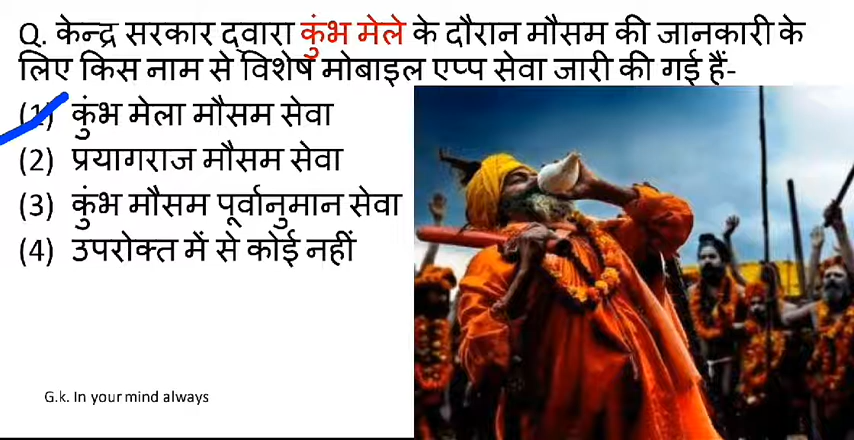 Q. केन्द्र सरकार द्वारा कुंभ मेले के दौरान मौसम की जानकारी के
लिए किस नाम से विशेष मोबाइल एप्प सेवा जारी की गई हैं-
(1) कुंभ मेला मौसम सेवा
(2) प्रयागराज मौसम सेवा
(3) कुंभ मौसम पूर्वानुमान सेवा
(4) उपरोक्त में से कोई नहीं
G.k. In your mind always